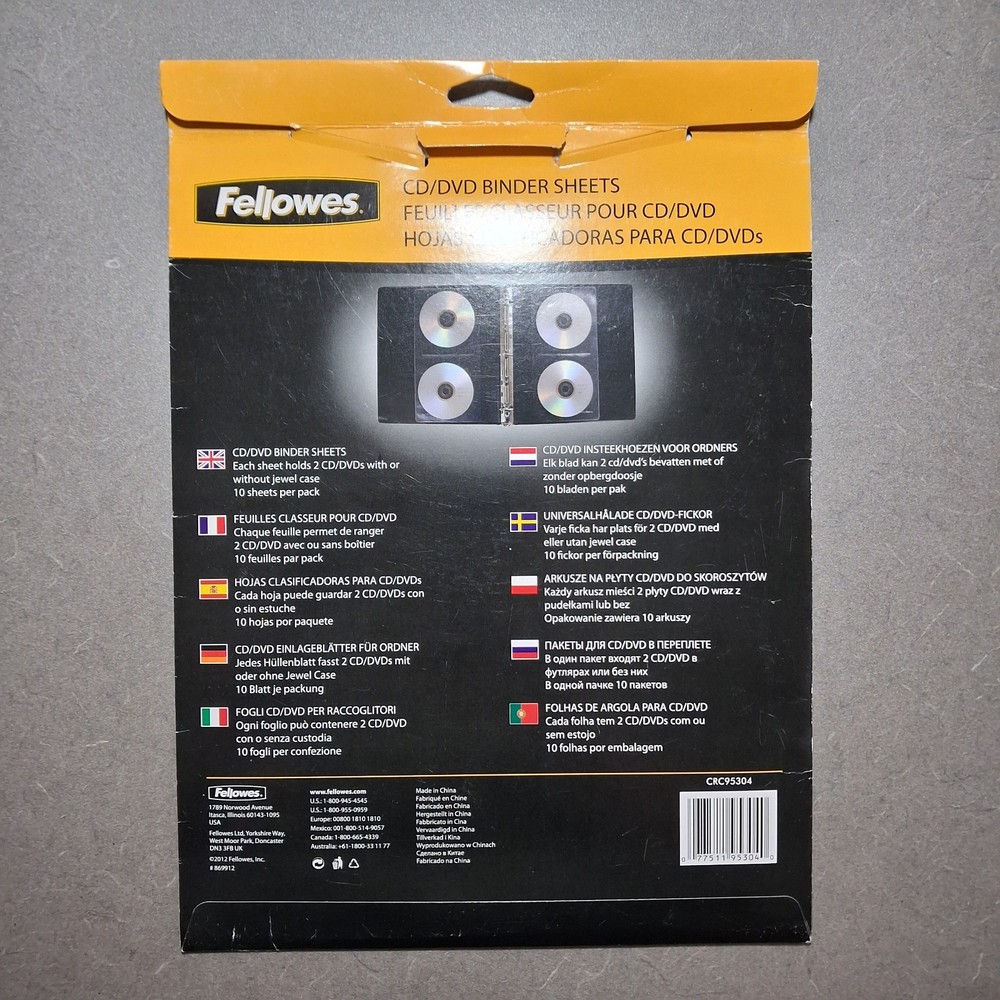 Fellowes.
CD/DVD BINDER SHEETS
FEUILLES CLASSEUR POUR CD/DVD
HOJAS CLASIFICADORAS PARA CD/DVDs
CD/DVD BINDER SHEETS
Each sheet holds 2 CD/DVDs with or
without jewel case
10 sheets per pack
FEUILLES CLASSEUR POUR CD/DVD
Chaque feuille permet de ranger
2 CD/DVD avec ou sans boîtier
10 feuilles par pack
HOJAS CLASIFICADORAS PARA CD/DVDs
Cada hoja puede guardar 2 CD/DVDs con
o sin estuche
10 hojas por paquete
CD/DVD EINLAGEBLÄTTER FÜR ORDNER
Jedes Hüllenblatt fasst 2 CD/DVDs mit
oder ohne Jewel Case
10 Blatt je packung
FOGLI CD/DVD PER RACCOGLITORI
Ogni foglio può contenere 2 CD/DVD
con o senza custodia
10 fogli per confezione
CD/DVD INSTEEKHOEZEN VOOR ORDNERS
Elk blad kan 2 cd/dvd's bevatten met of
zonder opbergdoosje
10 bladen per pak
UNIVERSALHÅLADE CD/DVD-FICKOR
Varje ficka har plats för 2 CD/DVD med
eller utan jewel case
10 fickor per förpackning
ARKUSZE NA PŁYTY CD/DVD DO SKOROSZYTÓW
Każdy arkusz mieści 2 płyty CD/DVD wraz z
pudełkami lub bez
Opakowanie zawiera 10 arkuszy
ПАКЕТЫ ДЛЯ CD/DVD В ПЕРЕПЛЕТЕ
В один пакет входят 2 CD/DVD в
футлярах или без них
В одной пачке 10 пакетов
FOLHAS DE ARGOLA PARA CD/DVD
Cada folha tem 2 CD/DVDs com ou
sem estojo
10 folhas por embalagem
Fellowes.
1789 Norwood Avenue
Itasca, Illinois 60143-1095
USA
Fellowes Ltd, Yorkshire Way,
West Moor Park, Doncaster
DN3 3FB UK
©2012 Fellowes, Inc.
# 869912
www.fellowes.com
U.S.: 1-800-945-4545
U.S.: 1-800-955-0959
Europe: 00800 1810 1810
Mexico: 001-800-514-9057
Canada: 1-800-665-4339
Australia: +61-1800-33 11 77
Made in China
Fabriqué en Chine
Fabricado en China
Hergestellt in China
Fabbricato in Cina
Vervaardigd in China
Tillverkad i Kina
Wyprodukowano w Chinach
Сделано в Китае
Fabricado na China
CRC95304
0 77511 95304 0